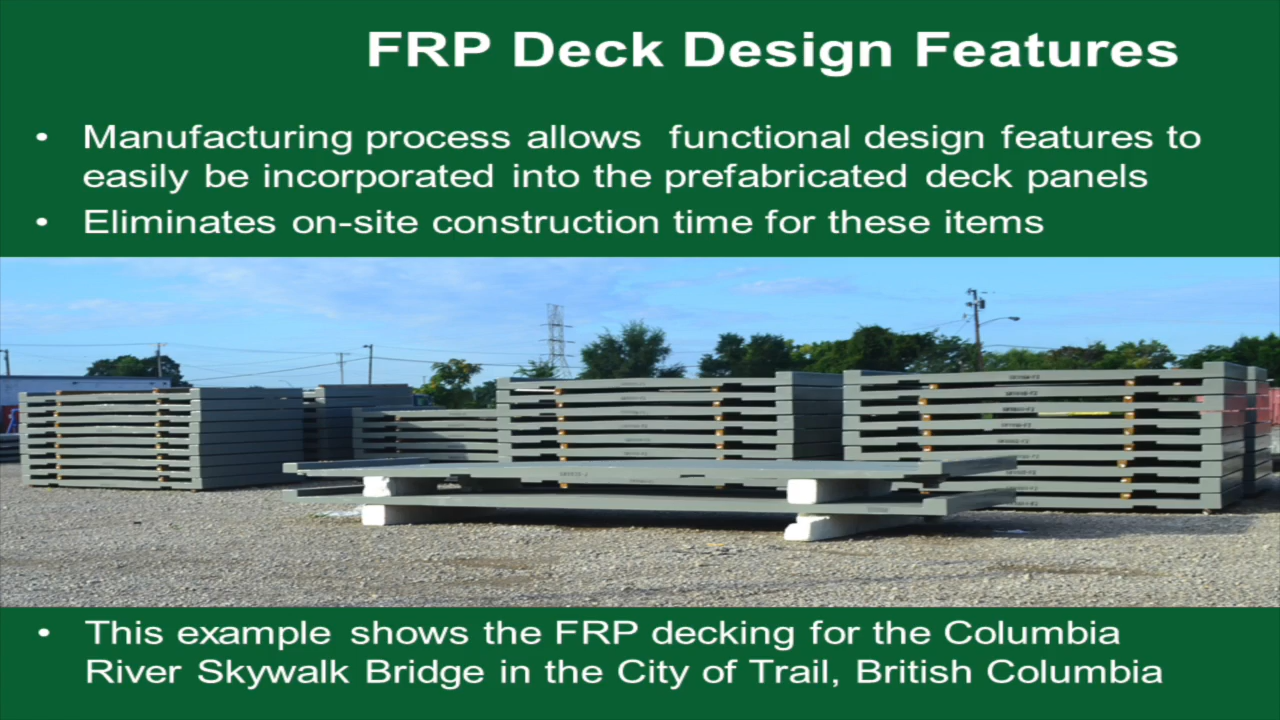 FRP Deck Design Features
• Manufacturing process allows functional design features to
easily be incorporated into the prefabricated deck panels
• Eliminates on-site construction time for these items
• This example shows the FRP decking for the Columbia
River Skywalk Bridge in the City of Trail, British Columbia